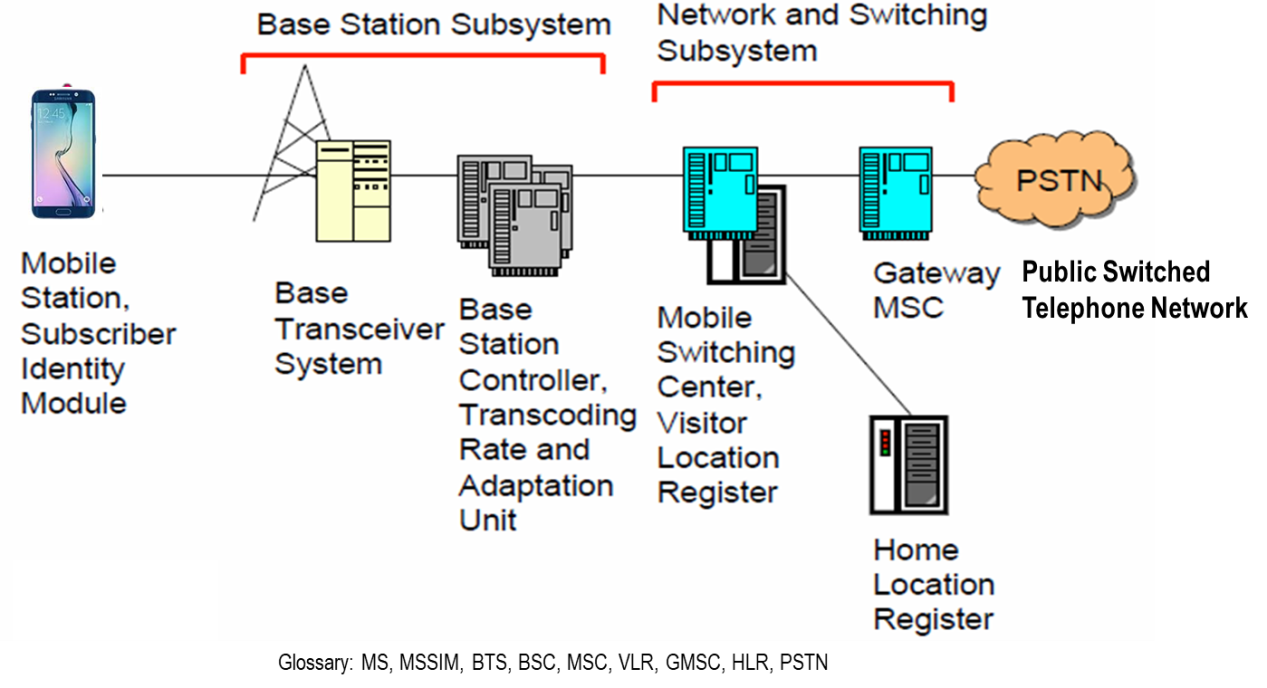 Base Station Subsystem
Network and Switching
Subsystem
12:45
PSTN
Mobile
Station,
Subscriber
Identity
Module
Base
Transceiver
System
Base
Station
Controller,
Transcoding
Rate and
Adaptation
Unit
Mobile
Switching
Center,
Visitor
Location
Register
Gateway
MSC
Public Switched
Telephone Network
Home
Location
Register
Glossary: MS, MSSIM, BTS, BSC, MSC, VLR, GMSC, HLR, PSTN